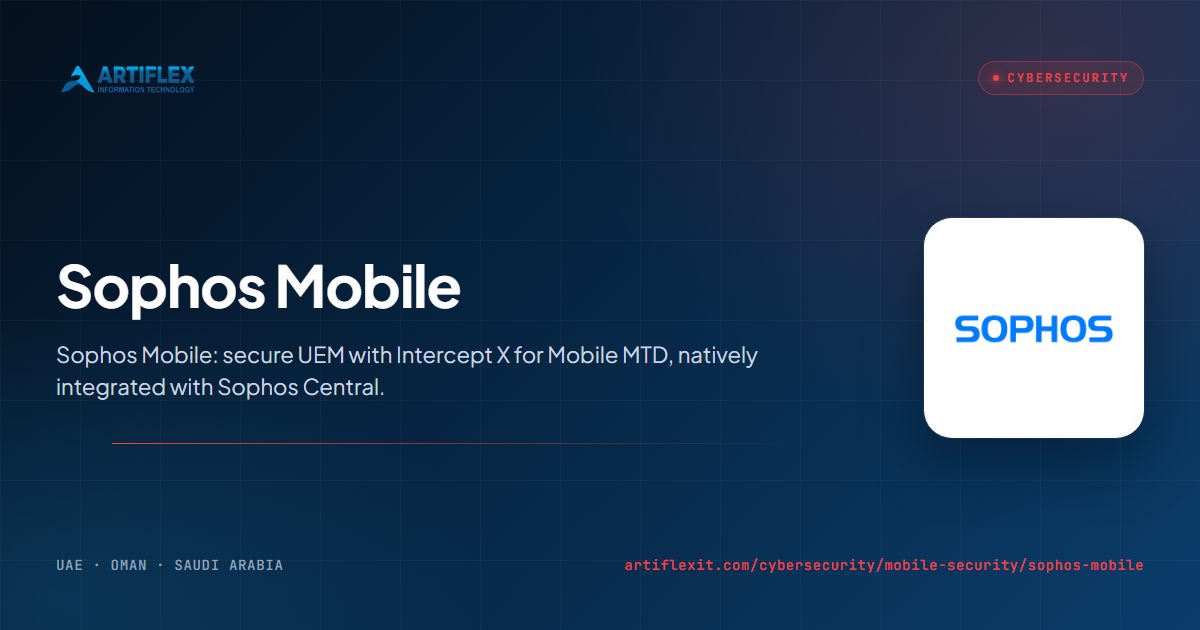 ARTIFLEX
INFORMATION TECHNOLOGY
CYBERSECURITY
Sophos Mobile
Sophos Mobile: secure UEM with Intercept X for Mobile MTD, natively
integrated with Sophos Central.
SOPHOS
UAE · OMAN · SAUDI ARABIA
artiflexit.com/cybersecurity/mobile-security/sophos-mobile